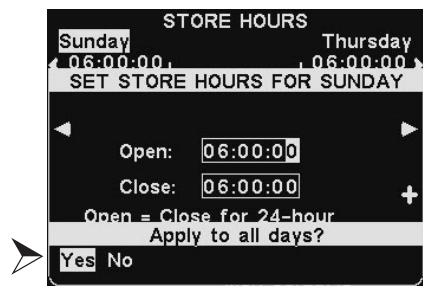 STORE HOURS
Sunday Thursday
06:00:00 06:00:00
SET STORE HOURS FOR SUNDAY
Open: 06:00:00
Close: 06:00:00
Open = Close for 24-hour
Apply to all days?
Yes No